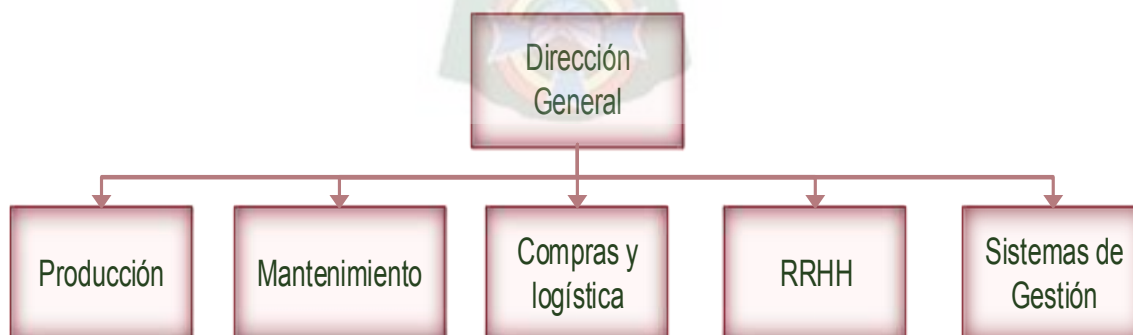 Dirección
General
Producción
Mantenimiento
Compras y
logística
RRHH
Sistemas de
Gestión